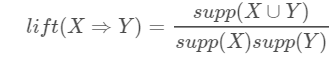 lift(X ⇒ Y) = supp(X ∪ Y) / supp(X)supp(Y)